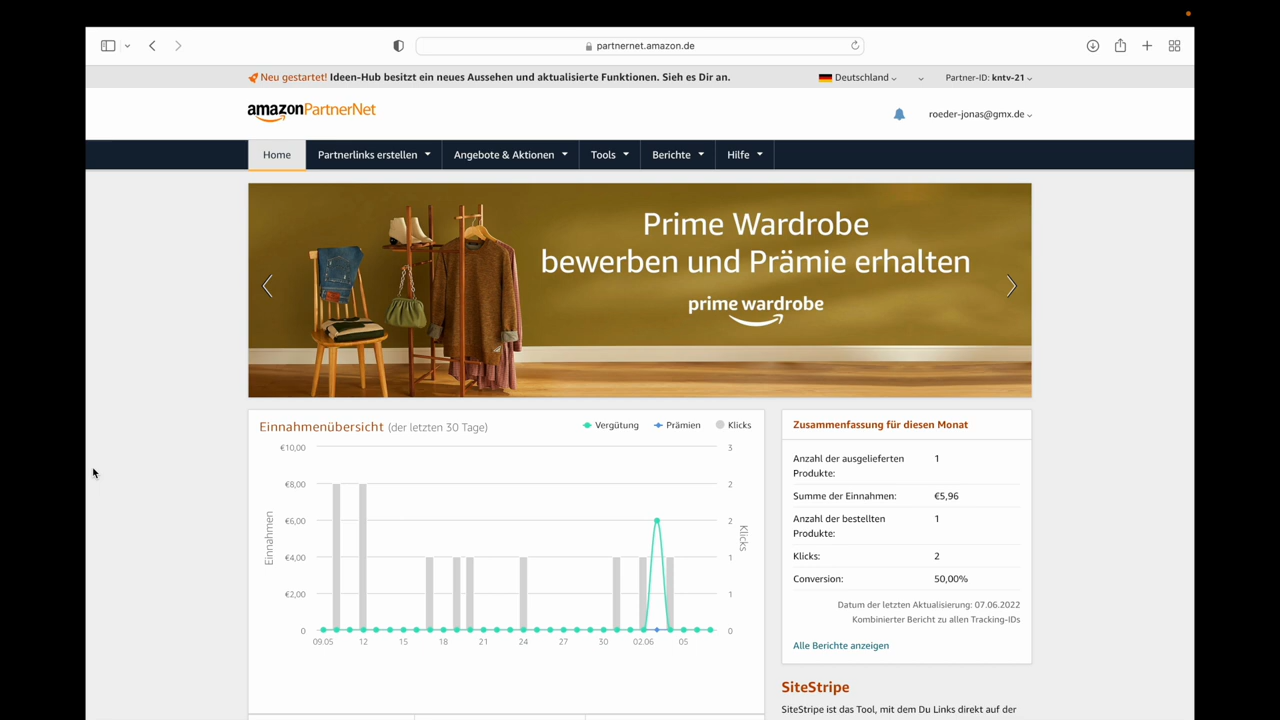 partnernet.amazon.de
Neu gestartet! Ideen-Hub besitzt ein neues Aussehen und aktualisierte Funktionen. Sieh es Dir an.
Deutschland
Partner-ID: kntv-21
amazonPartnerNet
roeder-jonas@gmx.de
Home
Partnerlinks erstellen
Angebote & Aktionen
Tools
Berichte
Hilfe
Prime Wardrobe
bewerben und Prämie erhalten
prime wardrobe
Einnahmenübersicht (der letzten 30 Tage)
Vergütung
Prämien
Klicks
€10,00
€8,00
€6,00
€4,00
€2,00
0
Einnahmen
3
2
2
1
1
0
Klicks
09.05
12
15
18
21
24
27
30
02.06
05
Zusammenfassung für diesen Monat
Anzahl der ausgelieferten
Produkte:
1
Summe der Einnahmen:
€5,96
Anzahl der bestellten
Produkte:
1
Klicks:
2
Conversion:
50,00%
Datum der letzten Aktualisierung: 07.06.2022
Kombinierter Bericht zu allen Tracking-IDs
Alle Berichte anzeigen
SiteStripe
SiteStripe ist das Tool, mit dem Du Links direkt auf der